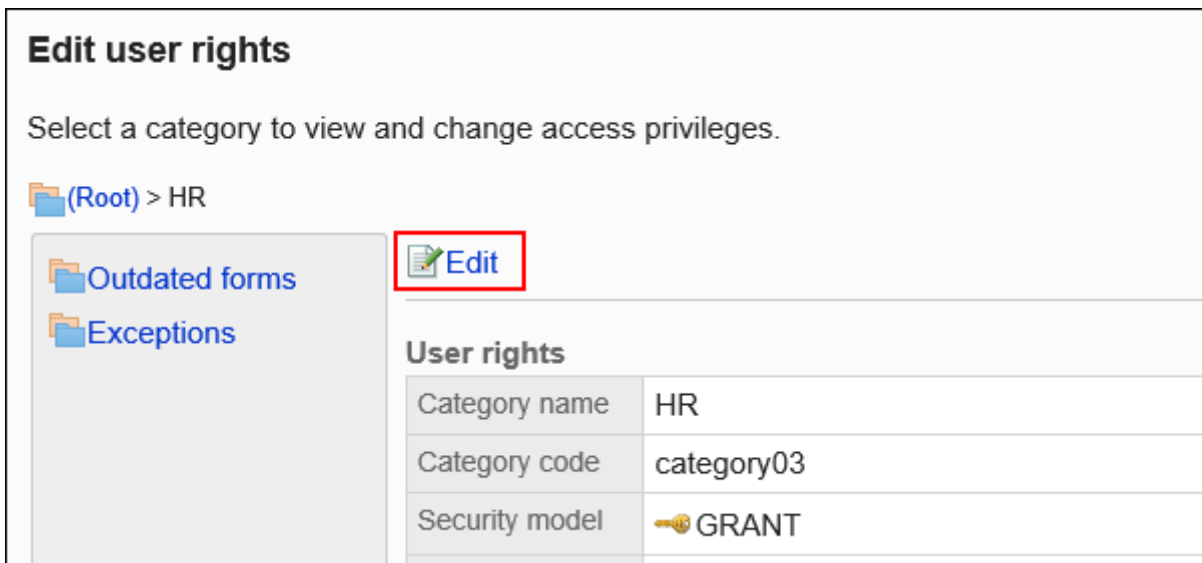 Edit user rights
Select a category to view and change access privileges.
(Root) > HR
Outdated forms
Exceptions
Edit
User rights
Category name HR
Category code category03
Security model GRANT